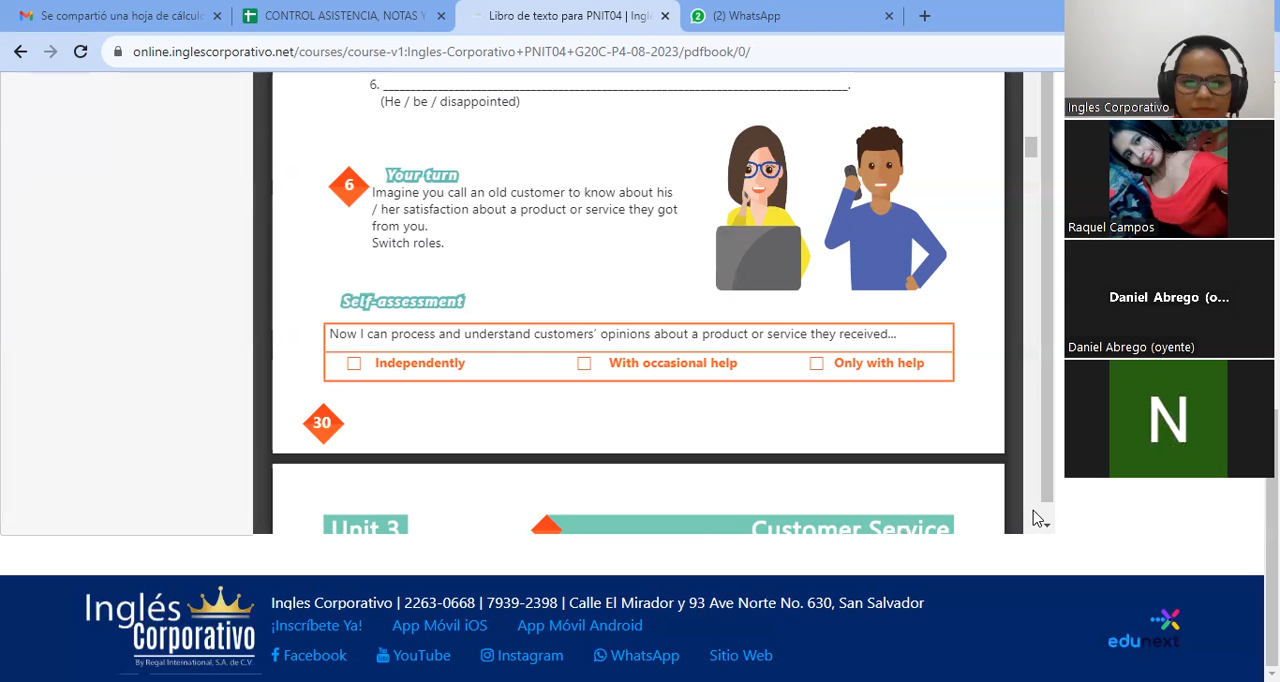 Se compartió una hoja de cálcul
CONTROL ASISTENCIA, NOTAS Y
Libro de texto para PNIT04 | Ingle
(2) WhatsApp
online.inglescorporativo.net/courses/course-v1:Ingles-Corporativo+PNIT04+G20C-P4-08-2023/pdfbook/0/
6. ______________________________.
(He / be / disappointed)
6
Your turn
Imagine you call an old customer to know about his
/ her satisfaction about a product or service they got
from you.
Switch roles.
Self-assessment
Now I can process and understand customers' opinions about a product or service they received...
Independently
With occasional help
Only with help
30
Unit 3
Customer Service
Ingles Corporativo
Raquel Campos
Daniel Abrego (o...
Daniel Abrego (oyente)
N
Inglés
Corporativo
By Regal International, S.A. de C.V.
Ingles Corporativo | 2263-0668 | 7939-2398 | Calle El Mirador y 93 Ave Norte No. 630, San Salvador
¡Inscríbete Ya!
App Móvil iOS
App Móvil Android
Facebook
YouTube
Instagram
WhatsApp
Sitio Web
edunext